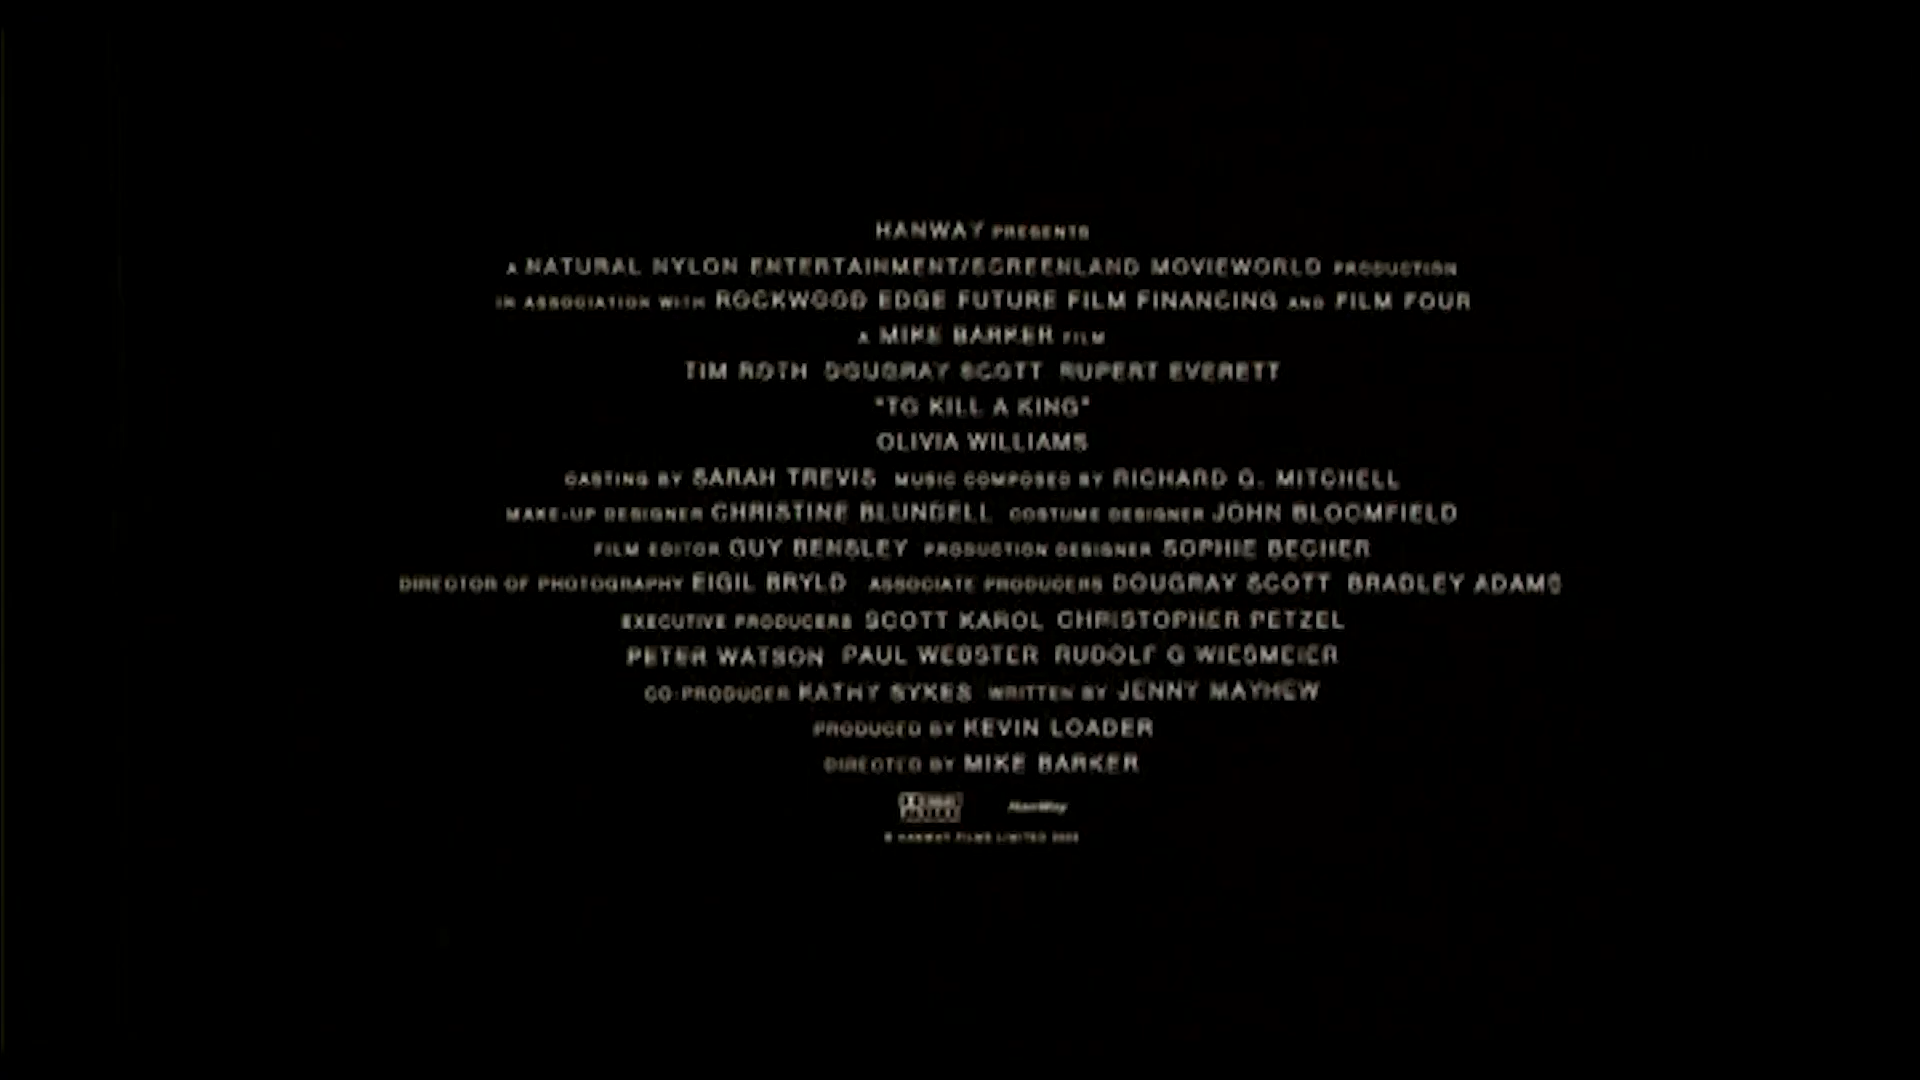 HANWAY PRESENTS
A NATURAL NYLON ENTERTAINMENT/SCREENLAND MOVIEWORLD PRODUCTION
IN ASSOCIATION WITH ROCKWOOD EDGE FUTURE FILM FINANCING AND FILM FOUR
A MIKE BARKER FILM
TIM ROTH DOUGRAY SCOTT RUPERT EVERETT
"TO KILL A KING"
OLIVIA WILLIAMS
CASTING BY SARAH TREVIS MUSIC COMPOSED BY RICHARD G. MITCHELL
MAKE-UP DESIGNER CHRISTINE BLUNDELL COSTUME DESIGNER JOHN BLOOMFIELD
FILM EDITOR GUY BENSLEY PRODUCTION DESIGNER SOPHIE BECHER
DIRECTOR OF PHOTOGRAPHY EIGIL BRYLD ASSOCIATE PRODUCERS DOUGRAY SCOTT BRADLEY ADAMS
EXECUTIVE PRODUCERS SCOTT KAROL CHRISTOPHER PETZEL
PETER WATSON PAUL WEBSTER RUDOLF G WIESMEIER
CO-PRODUCER KATHY SYKES WRITTEN BY JENNY MAYHEW
PRODUCED BY KEVIN LOADER
DIRECTED BY MIKE BARKER
HanWay
© HANWAY FILMS LIMITED